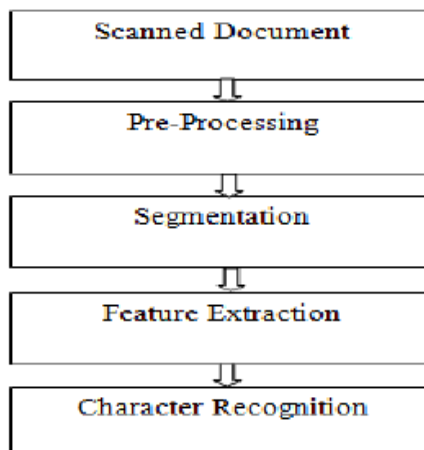 Scanned Document
Pre-Processing
Segmentation
Feature Extraction
Character Recognition